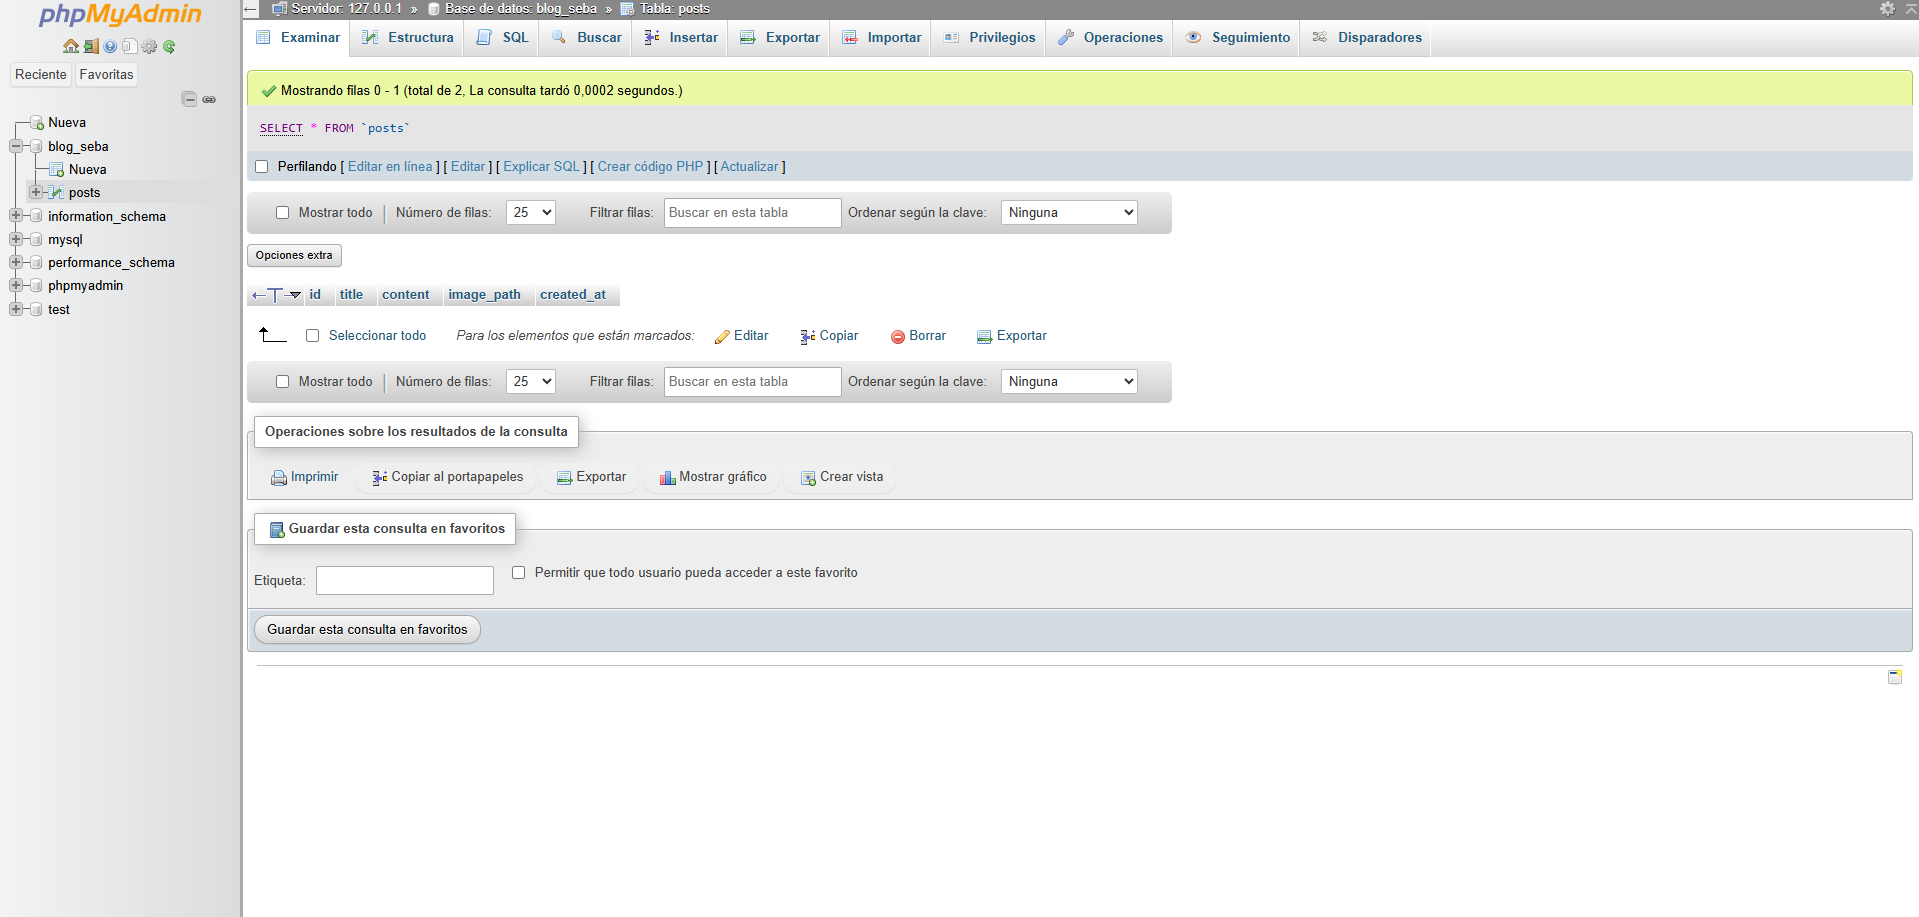 phpMyAdmin
Reciente Favoritas
Nueva
blog_seba
Nueva
posts
information_schema
mysql
performance_schema
phpmyadmin
test
Servidor: 127.0.0.1 » Base de datos: blog_seba » Tabla: posts
Examinar Estructura SQL Buscar Insertar Exportar Importar Privilegios Operaciones Seguimiento Disparadores
Mostrando filas 0 - 1 (total de 2, La consulta tardó 0,0002 segundos.)
SELECT * FROM `posts`
Perfilando [ Editar en línea ] [ Editar ] [ Explicar SQL ] [ Crear código PHP ] [ Actualizar ]
Mostrar todo Número de filas: 25 Filtrar filas: Buscar en esta tabla Ordenar según la clave: Ninguna
Opciones extra
←T→ id title content image_path created_at
Seleccionar todo Para los elementos que están marcados: Editar Copiar Borrar Exportar
Mostrar todo Número de filas: 25 Filtrar filas: Buscar en esta tabla Ordenar según la clave: Ninguna
Operaciones sobre los resultados de la consulta
Imprimir Copiar al portapapeles Exportar Mostrar gráfico Crear vista
Guardar esta consulta en favoritos
Etiqueta: Permitir que todo usuario pueda acceder a este favorito
Guardar esta consulta en favoritos